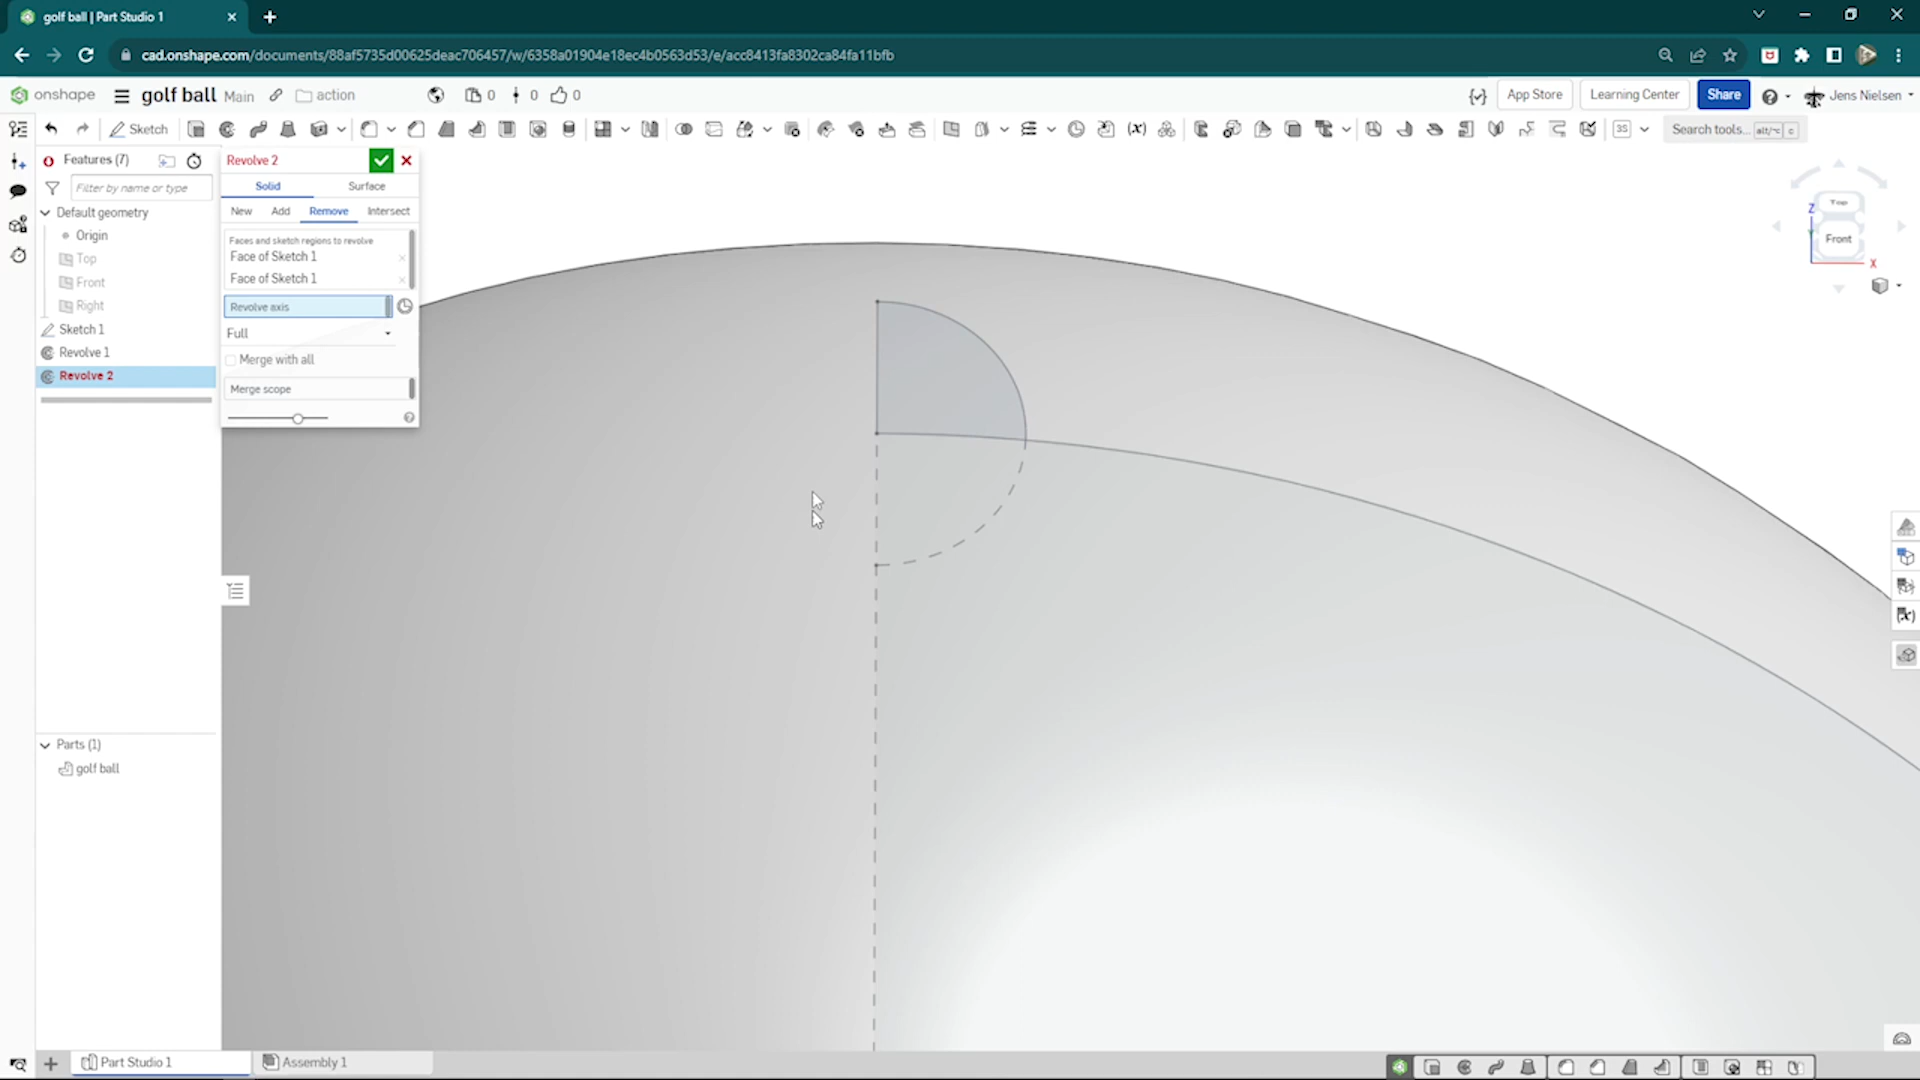 golf ball | Part Studio 1
cad.onshape.com/documents/88af5735d00625deac706457/w/6358a01904e18ec4b0563d53/e/acc8413fa8302ca84fa11bfb
onshape golf ball Main action 0 0 0 App Store Learning Center Share Jens Nielsen
Sketch Search tools... alt/⌥ c
Features (7)
Filter by name or type
Default geometry
Origin
Top
Front
Right
Sketch 1
Revolve 1
Revolve 2
Revolve 2
Solid Surface
New Add Remove Intersect
Faces and sketch regions to revolve
Face of Sketch 1
Face of Sketch 1
Revolve axis
Full
Merge with all
Merge scope
Top
Z
Front
X
Parts (1)
golf ball
Part Studio 1
Assembly 1